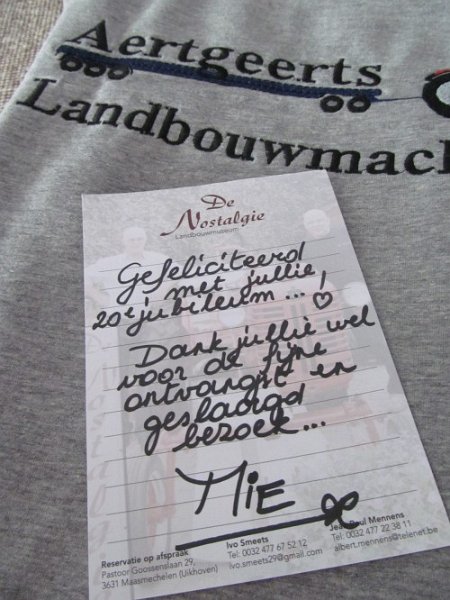 Aertgeerts
Landbouwmach
De
Nostalgie
Landbouwmuseum
Gefeliciteerd
met jullie,
20e jubileum...! ♡
Dank jullie wel
voor de fijne
ontvangst en
geslaagd
bezoek...
MIE
Reservatie op afspraak
Pastoor Goossenslaan 29,
3631 Maasmechelen (Uikhoven)
Ivo Smeets
Tel: 0032 477 67 52 12
ivo.smeets29@gmail.com
Jean-Paul Mennens
Tel: 0032 477 22 38 11
albert.mennens@telenet.be